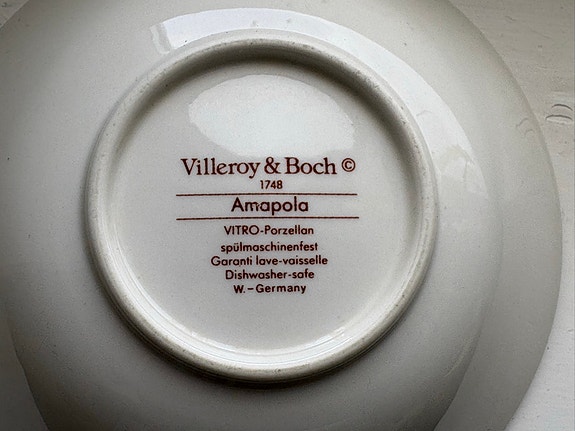 Villeroy & Boch ©
1748
Amapola
VITRO-Porzellan
spülmaschinenfest
Garanti lave-vaisselle
Dishwasher-safe
W.-Germany